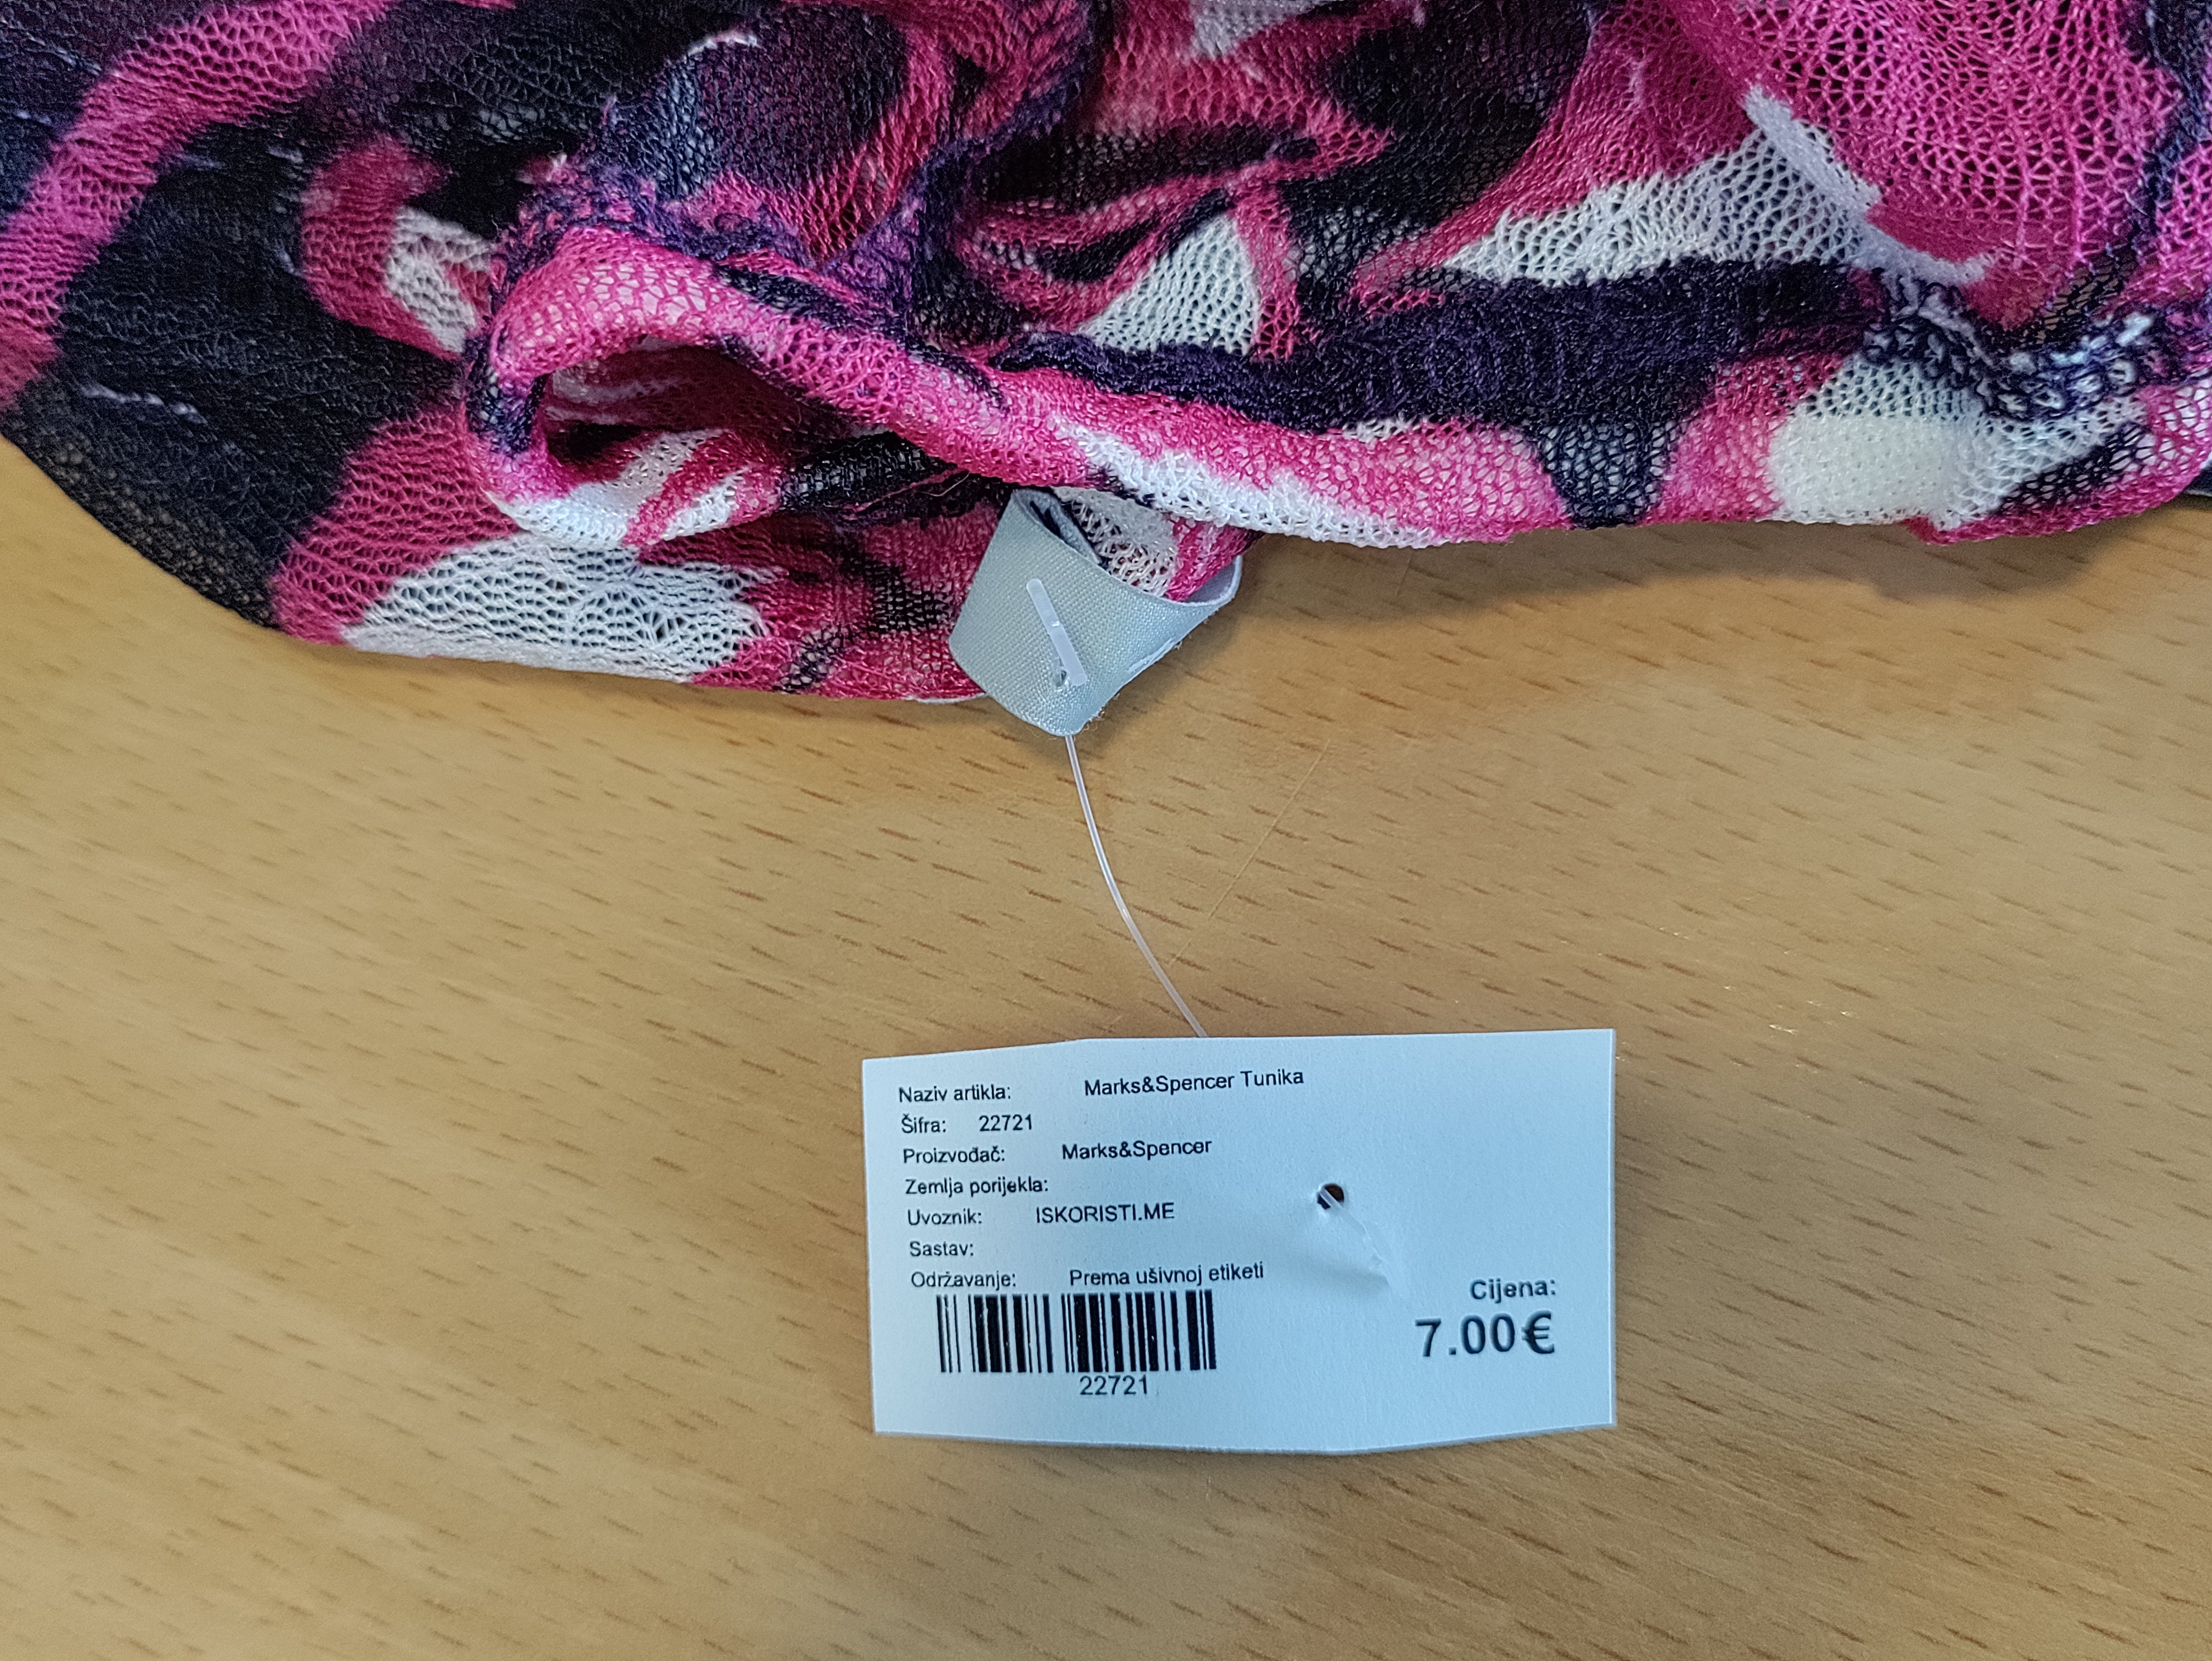 Naziv artikla: Marks&Spencer Tunika
Šifra: 22721
Proizvođač: Marks&Spencer
Zemlja porijekla:
Uvoznik: ISKORISTI.ME
Sastav:
Održavanje: Prema ušivnoj etiketi
22721
Cijena:
7.00€